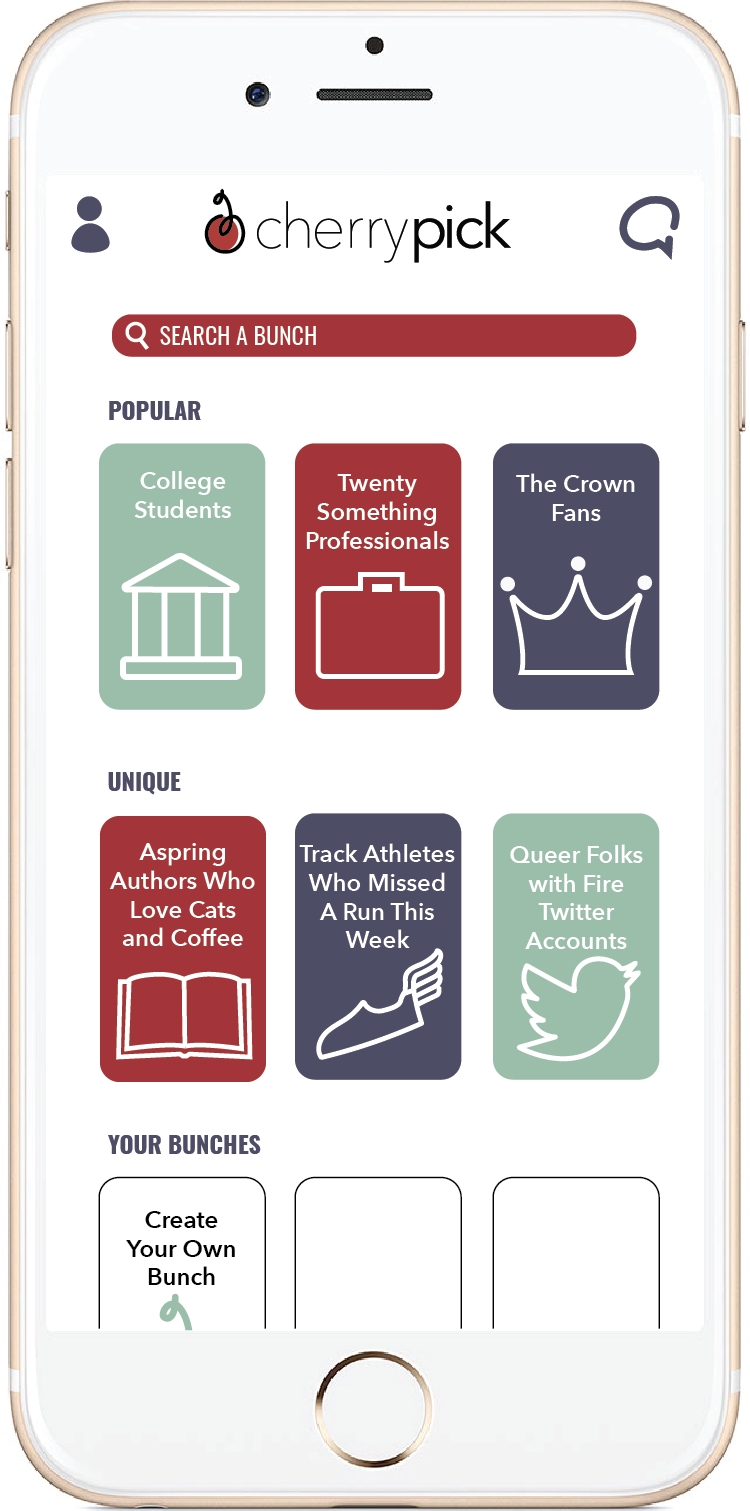 cherrypick
SEARCH A BUNCH
POPULAR
College
Students
Twenty
Something
Professionals
The Crown
Fans
UNIQUE
Aspring
Authors Who
Love Cats
and Coffee
Track Athletes
Who Missed
A Run This
Week
Queer Folks
with Fire
Twitter
Accounts
YOUR BUNCHES
Create
Your Own
Bunch